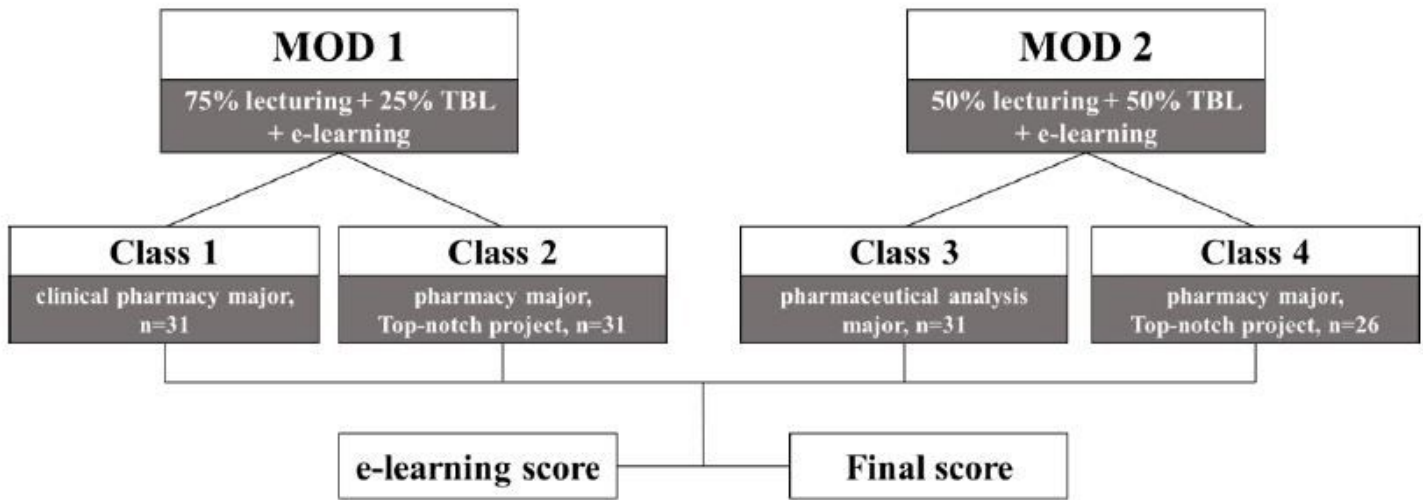 MOD 1
75% lecturing + 25% TBL
+ e-learning
MOD 2
50% lecturing + 50% TBL
+ e-learning
Class 1
clinical pharmacy major,
n=31
Class 2
pharmacy major,
Top-notch project, n=31
Class 3
pharmaceutical analysis
major, n=31
Class 4
pharmacy major,
Top-notch project, n=26
e-learning score
Final score